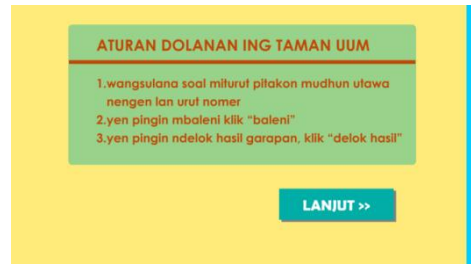 ATURAN DOLANAN ING TAMAN UUM
1.wangsulana soal miturut pitakon mudhun utawa
nengen lan urut nomer
2.yen pingin mbaleni klik “baleni”
3.yen pingin ndelok hasil garapan, klik “delok hasil”
LANJUT >>